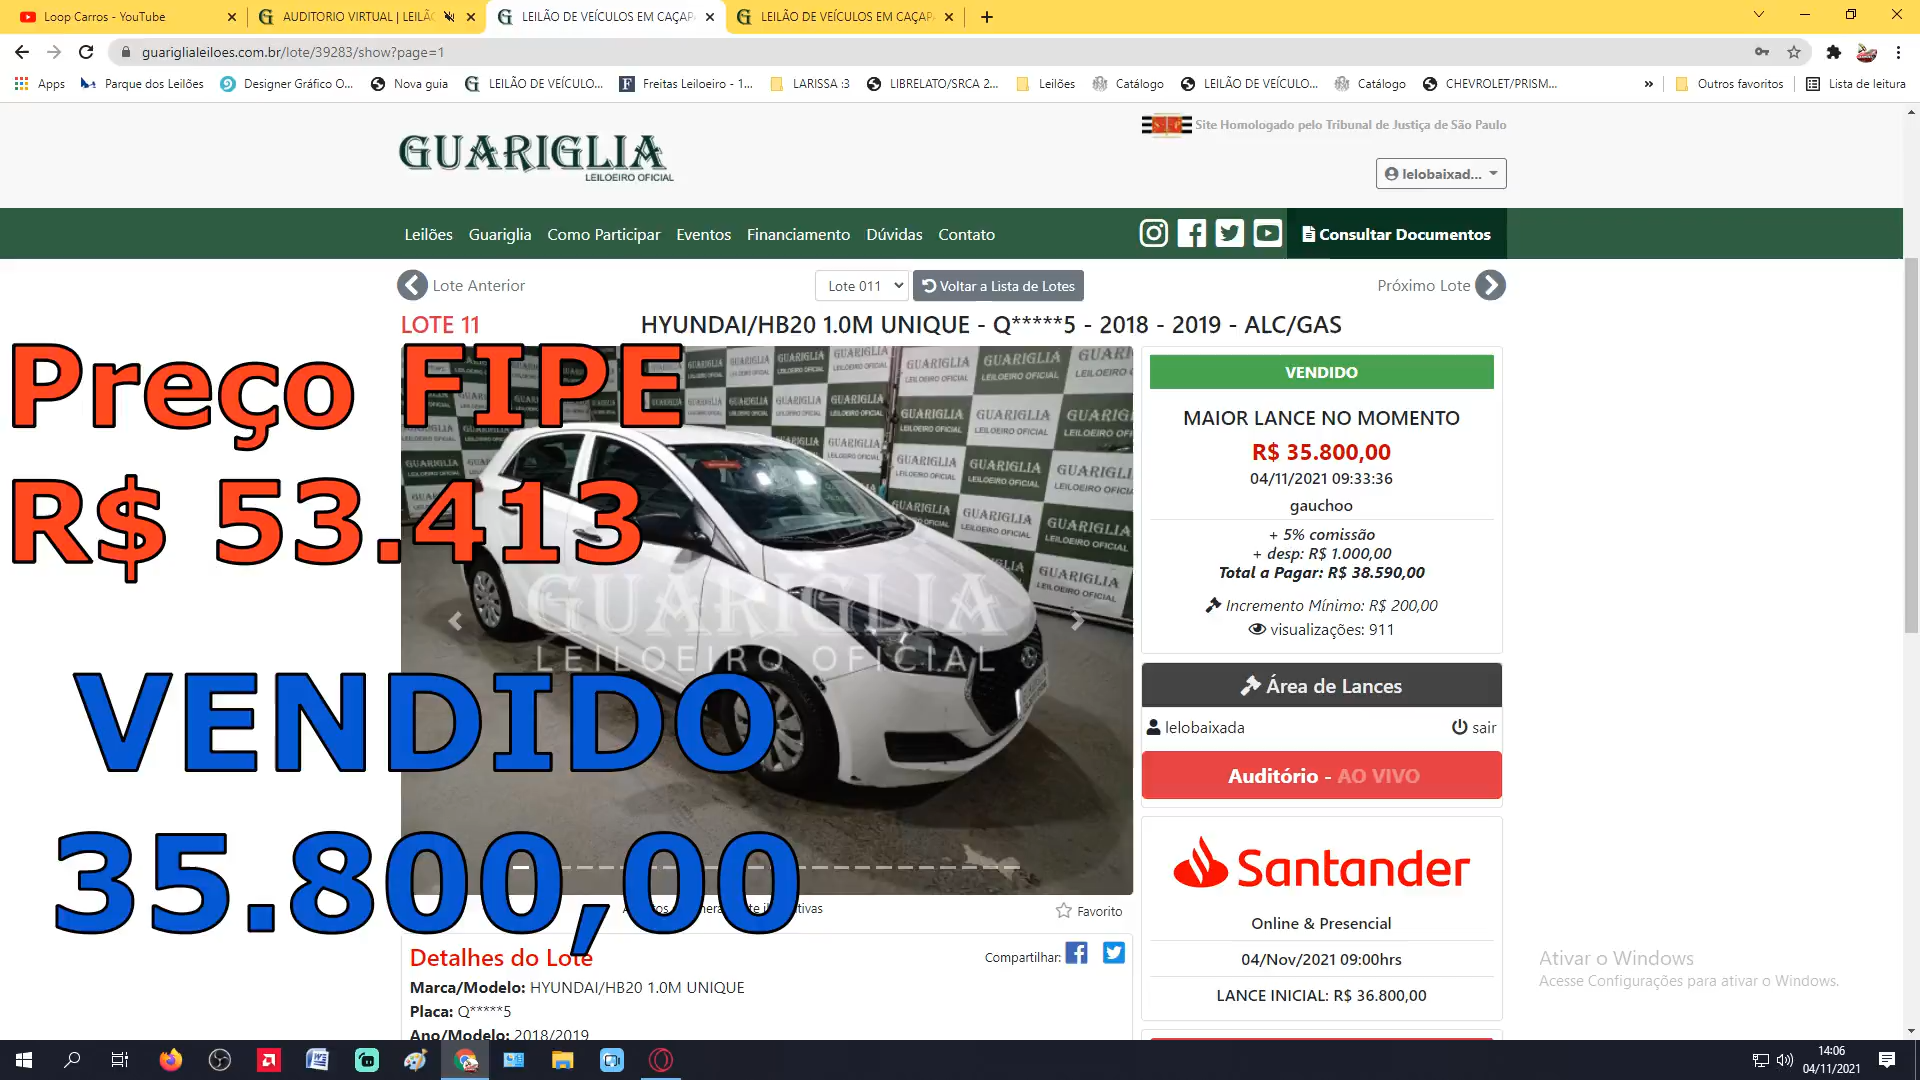 Loop Carros - YouTube
AUDITORIO VIRTUAL | LEILÃO
LEILÃO DE VEÍCULOS EM CAÇAPA
LEILÃO DE VEÍCULOS EM CAÇAPA
guariglialeiloes.com.br/lote/39283/show?page=1
Apps
Parque dos Leilões
Designer Gráfico O...
Nova guia
LEILÃO DE VEÍCULO...
Freitas Leiloeiro - 1...
LARISSA :3
LIBRELATO/SRCA 2...
Leilões
Catálogo
LEILÃO DE VEÍCULO...
Catálogo
CHEVROLET/PRISM...
»
Outros favoritos
Lista de leitura
GUARIGLIA
LEILOEIRO OFICIAL
Site Homologado pelo Tribunal de Justiça de São Paulo
lelobaixad...
Leilões Guariglia Como Participar Eventos Financiamento Dúvidas Contato
Consultar Documentos
Lote Anterior
Lote 011
Voltar a Lista de Lotes
Próximo Lote
LOTE 11
HYUNDAI/HB20 1.0M UNIQUE - Q*****5 - 2018 - 2019 - ALC/GAS
Preço FIPE
R$ 53.413
VENDIDO
35.800,00
GUARIGLIA
LEILOEIRO OFICIAL
VENDIDO
MAIOR LANCE NO MOMENTO
R$ 35.800,00
04/11/2021 09:33:36
gauchoo
+ 5% comissão
+ desp: R$ 1.000,00
Total a Pagar: R$ 38.590,00
Incremento Mínimo: R$ 200,00
visualizações: 911
Área de Lances
lelobaixada
sair
Auditório - AO VIVO
Santander
Online & Presencial
04/Nov/2021 09:00hrs
LANCE INICIAL: R$ 36.800,00
Favorito
Detalhes do Lote
Compartilhar:
Marca/Modelo: HYUNDAI/HB20 1.0M UNIQUE
Placa: Q*****5
Ano/Modelo: 2018/2019
Ativar o Windows
Acesse Configurações para ativar o Windows.
14:06
04/11/2021